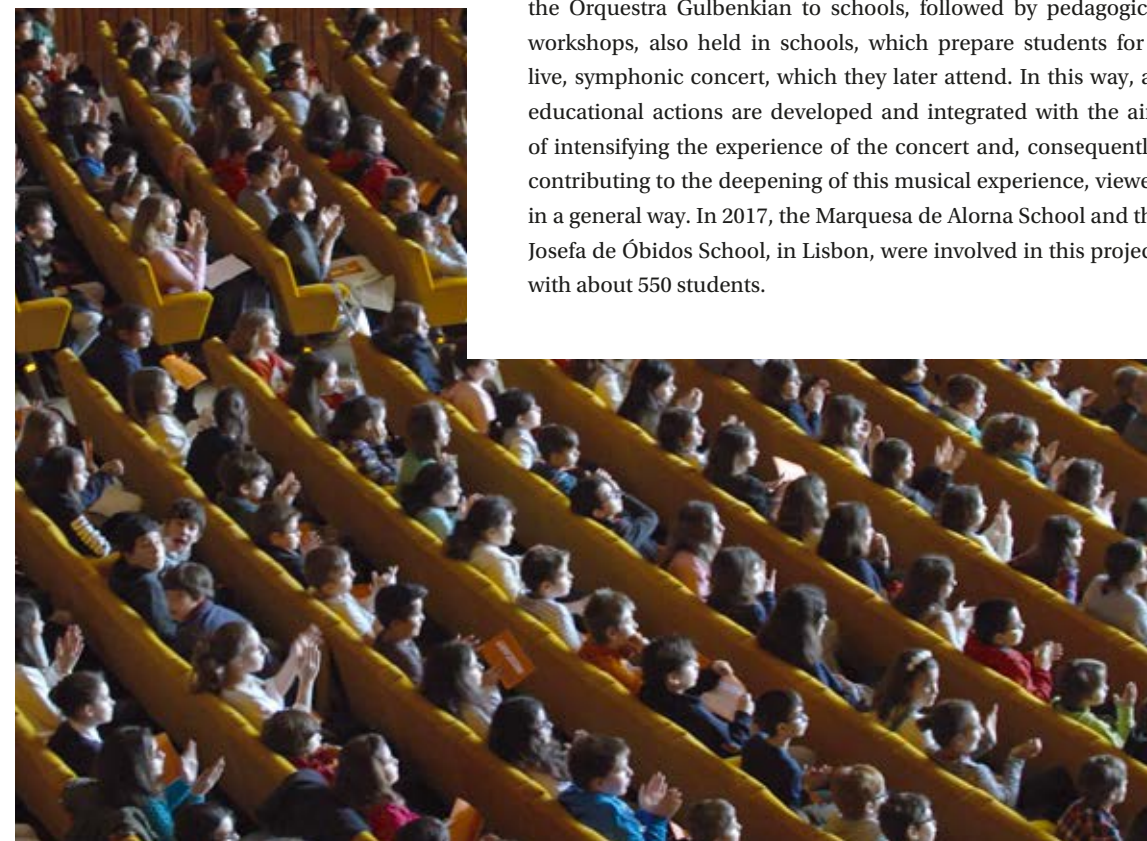 the Orquestra Gulbenkian to schools, followed by pedagogic
workshops, also held in schools, which prepare students for
live, symphonic concert, which they later attend. In this way, a
educational actions are developed and integrated with the ai
of intensifying the experience of the concert and, consequentl
contributing to the deepening of this musical experience, viewe
in a general way. In 2017, the Marquesa de Alorna School and th
Josefa de Óbidos School, in Lisbon, were involved in this projec
with about 550 students.